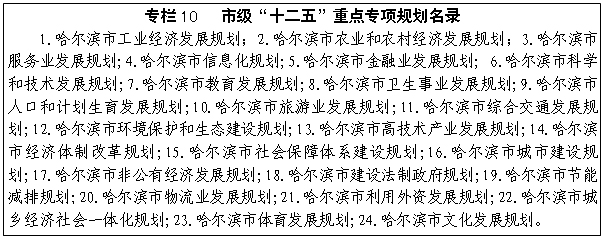 专栏10 市级“十二五”重点专项规划名录
1.哈尔滨市工业经济发展规划；2.哈尔滨市农业和农村经济发展规划；3.哈尔滨市
服务业发展规划;4.哈尔滨市信息化规划;5.哈尔滨市金融业发展规划；6.哈尔滨市科学
和技术发展规划;7.哈尔滨市教育发展规划;8.哈尔滨市卫生事业发展规划;9.哈尔滨市
人口和计划生育发展规划;10.哈尔滨市旅游业发展规划;11.哈尔滨市综合交通发展规
划;12.哈尔滨市环境保护和生态建设规划;13.哈尔滨市高技术产业发展规划;14.哈尔滨
市经济体制改革规划;15.哈尔滨市社会保障体系建设规划;16.哈尔滨市城市建设规
划;17.哈尔滨市非公有经济发展规划;18.哈尔滨市建设法制政府规划;19.哈尔滨市节能
减排规划;20.哈尔滨市物流业发展规划;21.哈尔滨市利用外资发展规划;22.哈尔滨市城
乡经济社会一体化规划;23.哈尔滨市体育发展规划;24.哈尔滨市文化发展规划。